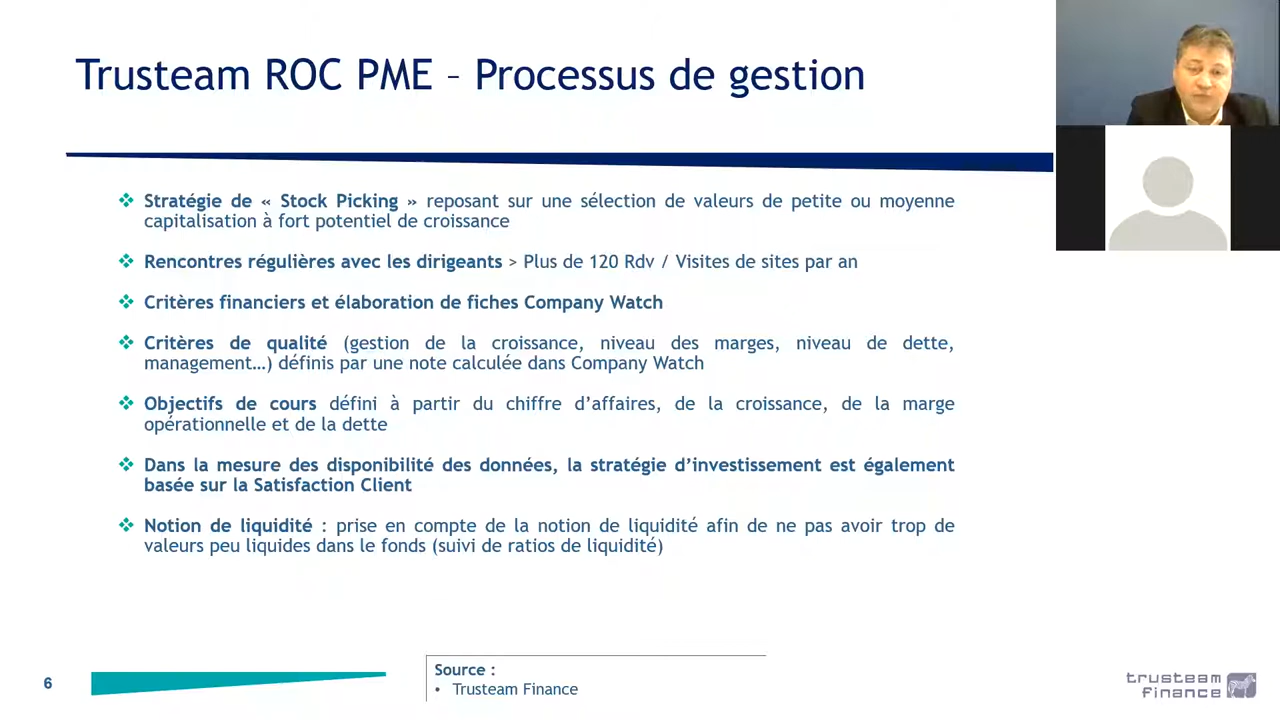 Trusteam ROC PME – Processus de gestion
❖ Stratégie de « Stock Picking » reposant sur une sélection de valeurs de petite ou moyenne
capitalisation à fort potentiel de croissance
❖ Rencontres régulières avec les dirigeants > Plus de 120 Rdv / Visites de sites par an
❖ Critères financiers et élaboration de fiches Company Watch
❖ Critères de qualité (gestion de la croissance, niveau des marges, niveau de dette,
management…) définis par une note calculée dans Company Watch
❖ Objectifs de cours défini à partir du chiffre d’affaires, de la croissance, de la marge
opérationnelle et de la dette
❖ Dans la mesure des disponibilité des données, la stratégie d’investissement est également
basée sur la Satisfaction Client
❖ Notion de liquidité : prise en compte de la notion de liquidité afin de ne pas avoir trop de
valeurs peu liquides dans le fonds (suivi de ratios de liquidité)
6
Source :
• Trusteam Finance
trusteam
finance